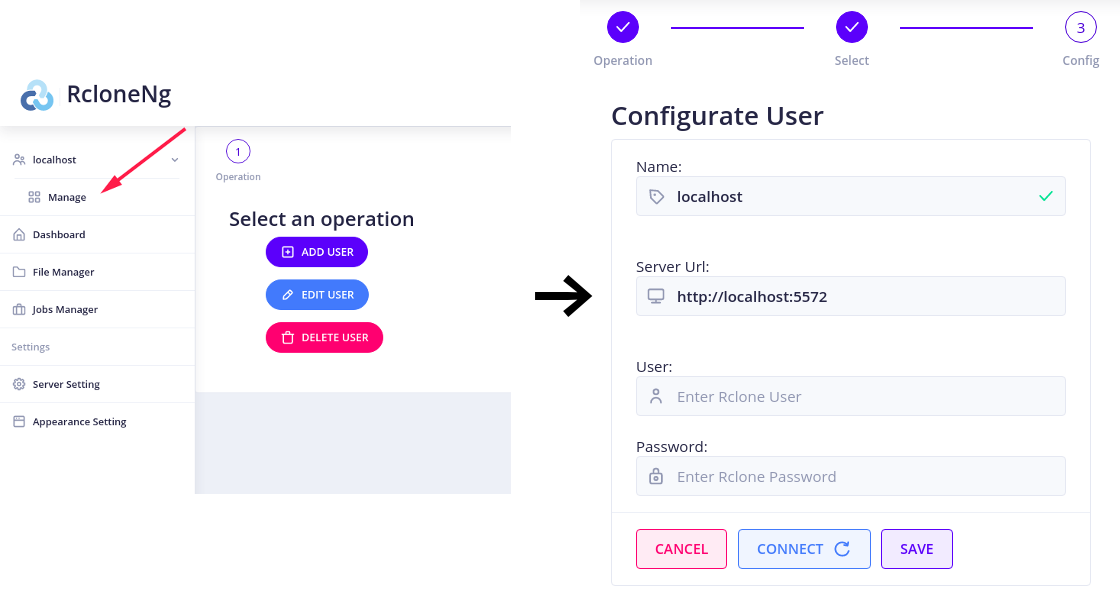 RcloneNg
localhost
Manage
Dashboard
File Manager
Jobs Manager
Settings
Server Setting
Appearance Setting
1
Operation
Select an operation
ADD USER
EDIT USER
DELETE USER
3
Operation Select Config
Configurate User
Name:
localhost
Server Url:
http://localhost:5572
User:
Enter Rclone User
Password:
Enter Rclone Password
CANCEL CONNECT SAVE